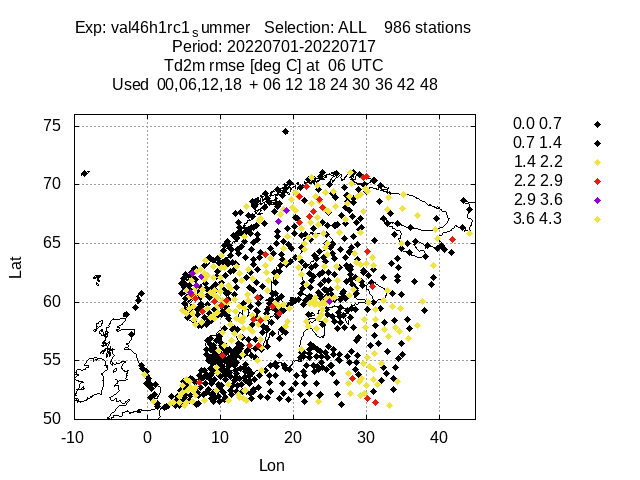 Exp: val46h1rc1summer Selection: ALL 986 stations
Period: 20220701-20220717
Td2m rmse [deg C] at 06 UTC
Used 00,06,12,18 + 06 12 18 24 30 36 42 48
75
70
65
60
55
50
Lat
-10 0 10 20 30 40
Lon
0.0 0.7
0.7 1.4
1.4 2.2
2.2 2.9
2.9 3.6
3.6 4.3